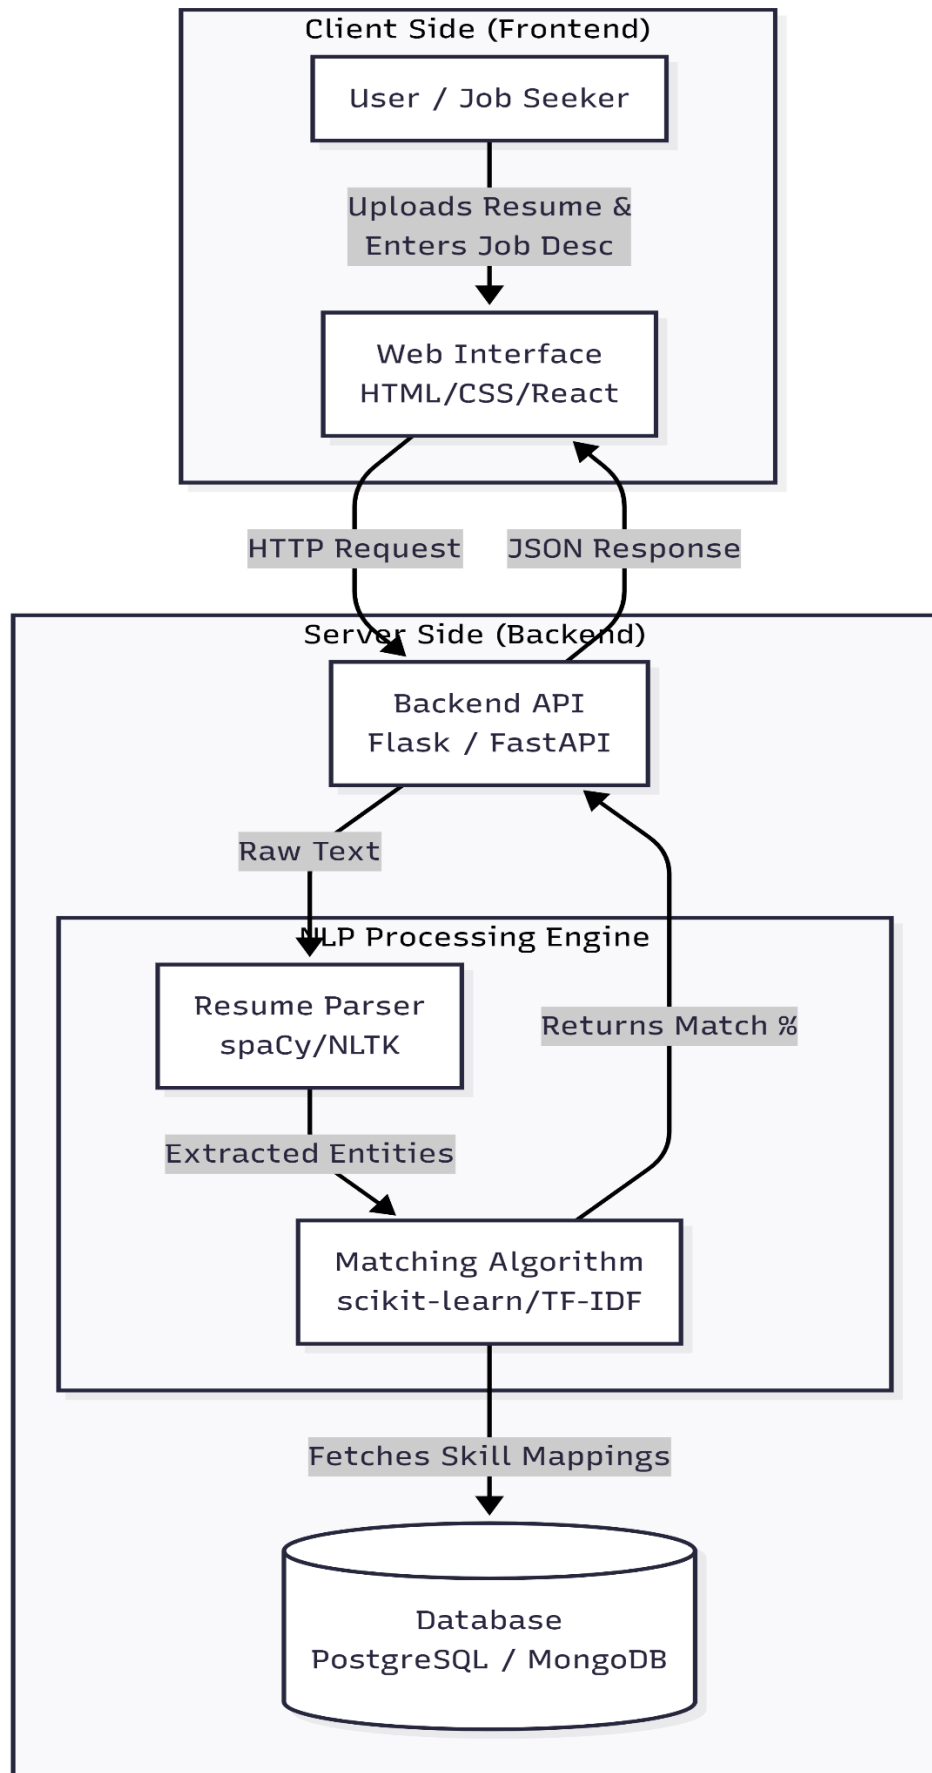 Client Side (Frontend)
User / Job Seeker
Uploads Resume &
Enters Job Desc
Web Interface
HTML/CSS/React
HTTP Request
JSON Response
Server Side (Backend)
Backend API
Flask / FastAPI
Raw Text
NLP Processing Engine
Resume Parser
spaCy/NLTK
Returns Match %
Extracted Entities
Matching Algorithm
scikit-learn/TF-IDF
Fetches Skill Mappings
Database
PostgreSQL / MongoDB